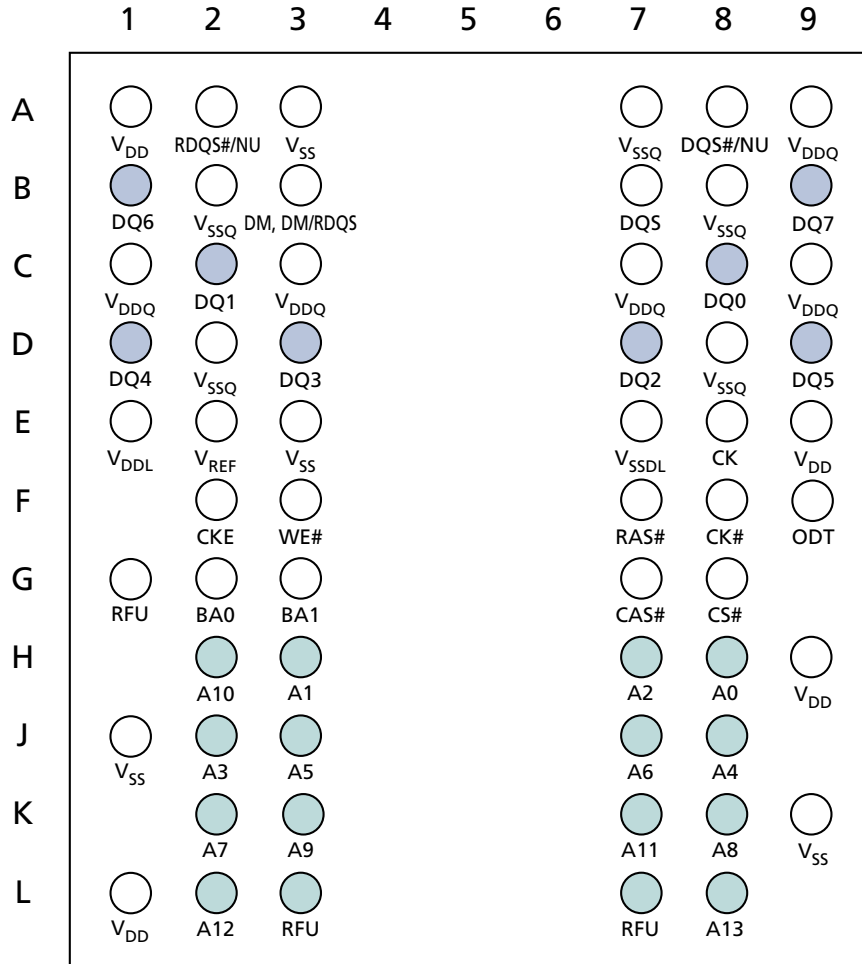 1 2 3 4 5 6 7 8 9
A
VDD RDQS#/NU VSS VSSQ DQS#/NU VDDQ
B
DQ6 VSSQ DM, DM/RDQS DQS VSSQ DQ7
C
VDDQ DQ1 VDDQ VDDQ DQ0 VDDQ
D
DQ4 VSSQ DQ3 DQ2 VSSQ DQ5
E
VDDL VREF VSS VSSDL CK VDD
F
CKE WE# RAS# CK# ODT
G
RFU BA0 BA1 CAS# CS#
H
A10 A1 A2 A0 VDD
J
VSS A3 A5 A6 A4
K
A7 A9 A11 A8 VSS
L
VDD A12 RFU RFU A13